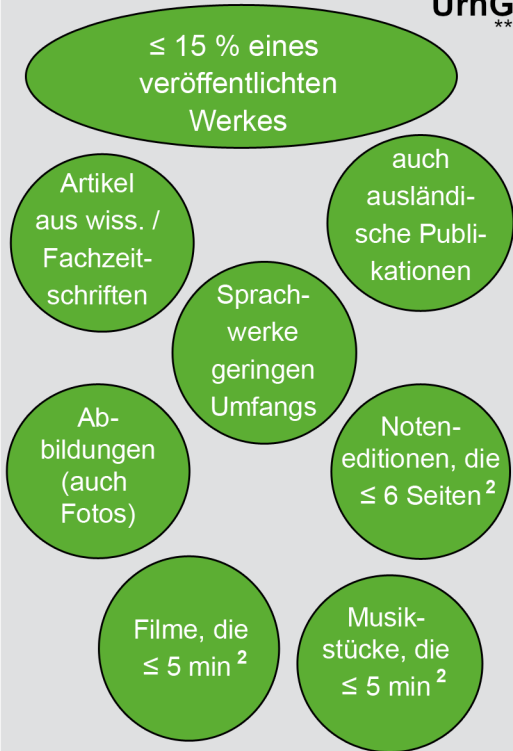 UrhG
**
≤ 15 % eines
veröffentlichten
Werkes
Artikel
aus wiss. /
Fachzeit-
schriften
auch
ausländi-
sche Publi-
kationen
Sprach-
werke
geringen
Umfangs
Ab-
bildungen
(auch
Fotos)
Noten-
editionen, die
≤ 6 Seiten ²
Filme, die
≤ 5 min ²
Musik-
stücke, die
≤ 5 min ²